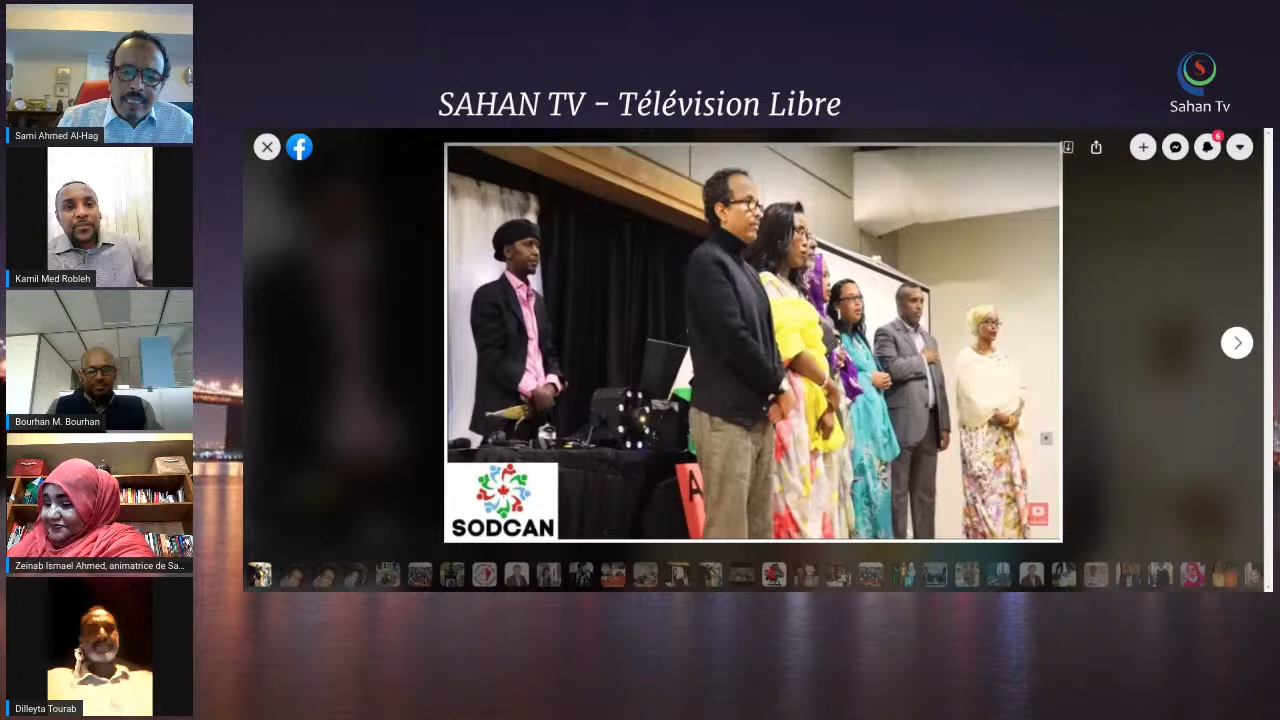 SAHAN TV - Télévision Libre
Sahan Tv
Sami Ahmed Al-Hag
Kamil Med Robleh
Bourhan M. Bourhan
Zeinab Ismael Ahmed, animatrice de Sa...
Dilleyta Tourab
6
A
SODCAN